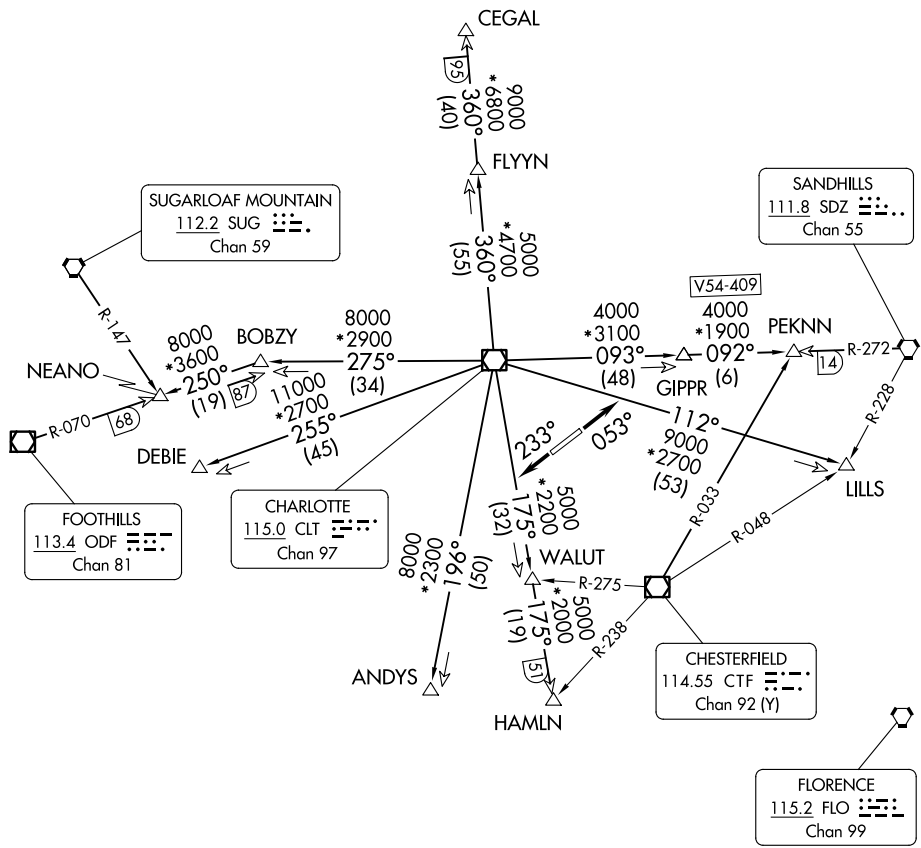 CEGAL
95
9000
*6800
360°
(40)
FLYYN
SUGARLOAF MOUNTAIN
112.2 SUG
Chan 59
SANDHILLS
111.8 SDZ
Chan 55
5000
*4700
360°
(55)
V54-409
R-147
8000
*3600
250°
(19)
BOBZY
8000
*2900
275°
(34)
4000
*3100
093°
(48)
4000
*1900
092°
(6)
PEKNN
R-272
14
NEANO
87
GIPPR
R-228
R-070
68
11000
*2700
255°
(45)
DEBIE
233°
053°
112°
9000
*2700
(53)
LILLS
FOOTHILLS
113.4 ODF
Chan 81
CHARLOTTE
115.0 CLT
Chan 97
5000
*2200
175°
(32)
R-033
R-048
8000
*2300
196°
(50)
WALUT
R-275
5000
*2000
175°
(19)
R-238
51
ANDYS
HAMLN
CHESTERFIELD
114.55 CTF
Chan 92 (Y)
FLORENCE
115.2 FLO
Chan 99